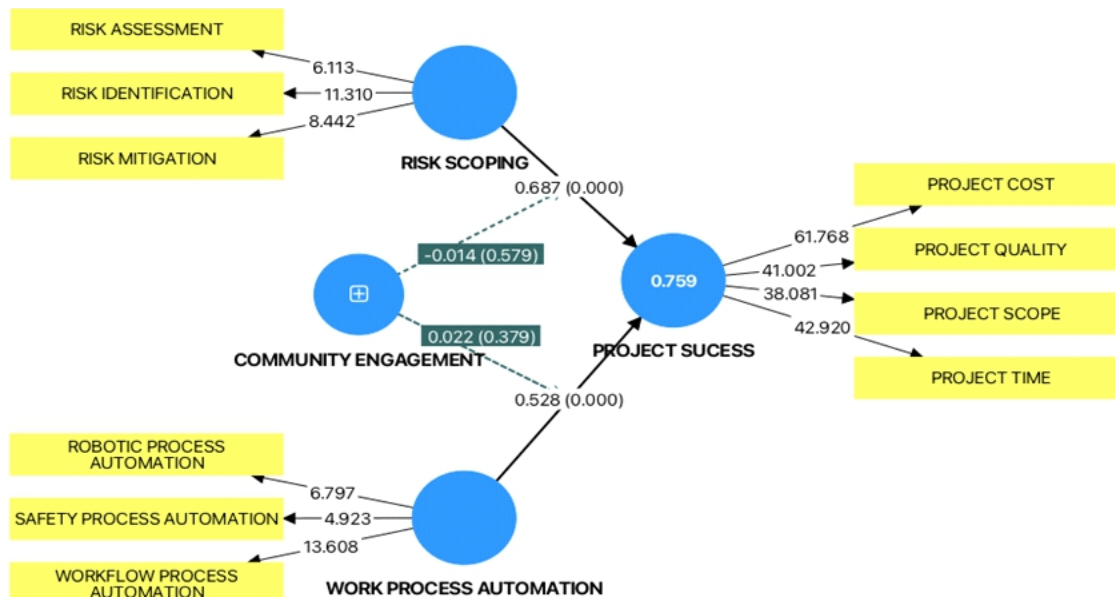 RISK ASSESSMENT
6.113
RISK IDENTIFICATION
11.310
8.442
RISK MITIGATION
RISK SCOPING
0.687 (0.000)
PROJECT COST
61.768
PROJECT QUALITY
-0.014 (0.579)
41.002
0.759
38.081
PROJECT SCOPE
0.022 (0.379)
42.920
COMMUNITY ENGAGEMENT
PROJECT SUCESS
PROJECT TIME
0.528 (0.000)
ROBOTIC PROCESS
AUTOMATION
6.797
SAFETY PROCESS AUTOMATION
4.923
13.608
WORKFLOW PROCESS
AUTOMATION
WORK PROCESS AUTOMATION